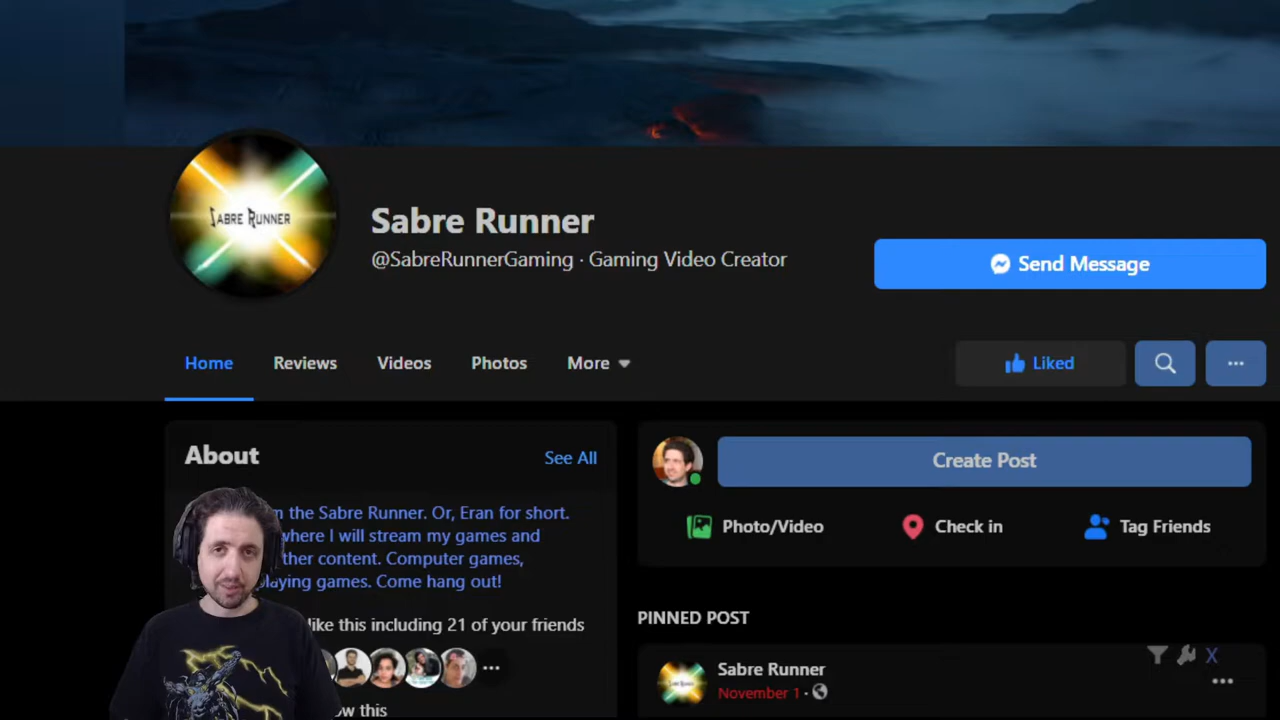 SABRE RUNNER
Sabre Runner
@SabreRunnerGaming · Gaming Video Creator
Send Message
Home Reviews Videos Photos More
Liked
About See All
the Sabre Runner. Or, Eran for short.
where I will stream my games and
ther content. Computer games,
laying games. Come hang out!
like this including 21 of your friends
ow this
Create Post
Photo/Video Check in Tag Friends
PINNED POST
Sabre Runner
November 1 ·
X